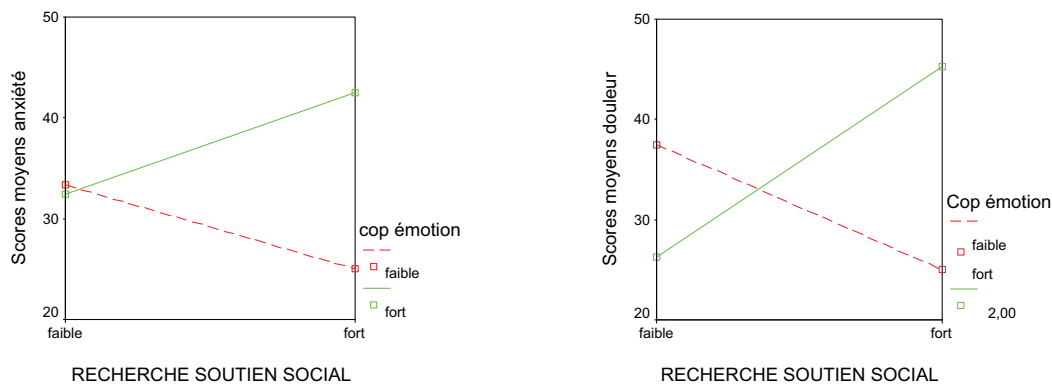 50
40
30
20
Scores moyens anxiété
faible
fort
RECHERCHE SOUTIEN SOCIAL
cop émotion
faible
fort
50
40
30
20
Scores moyens douleur
faible
fort
RECHERCHE SOUTIEN SOCIAL
Cop émotion
faible
fort
2,00